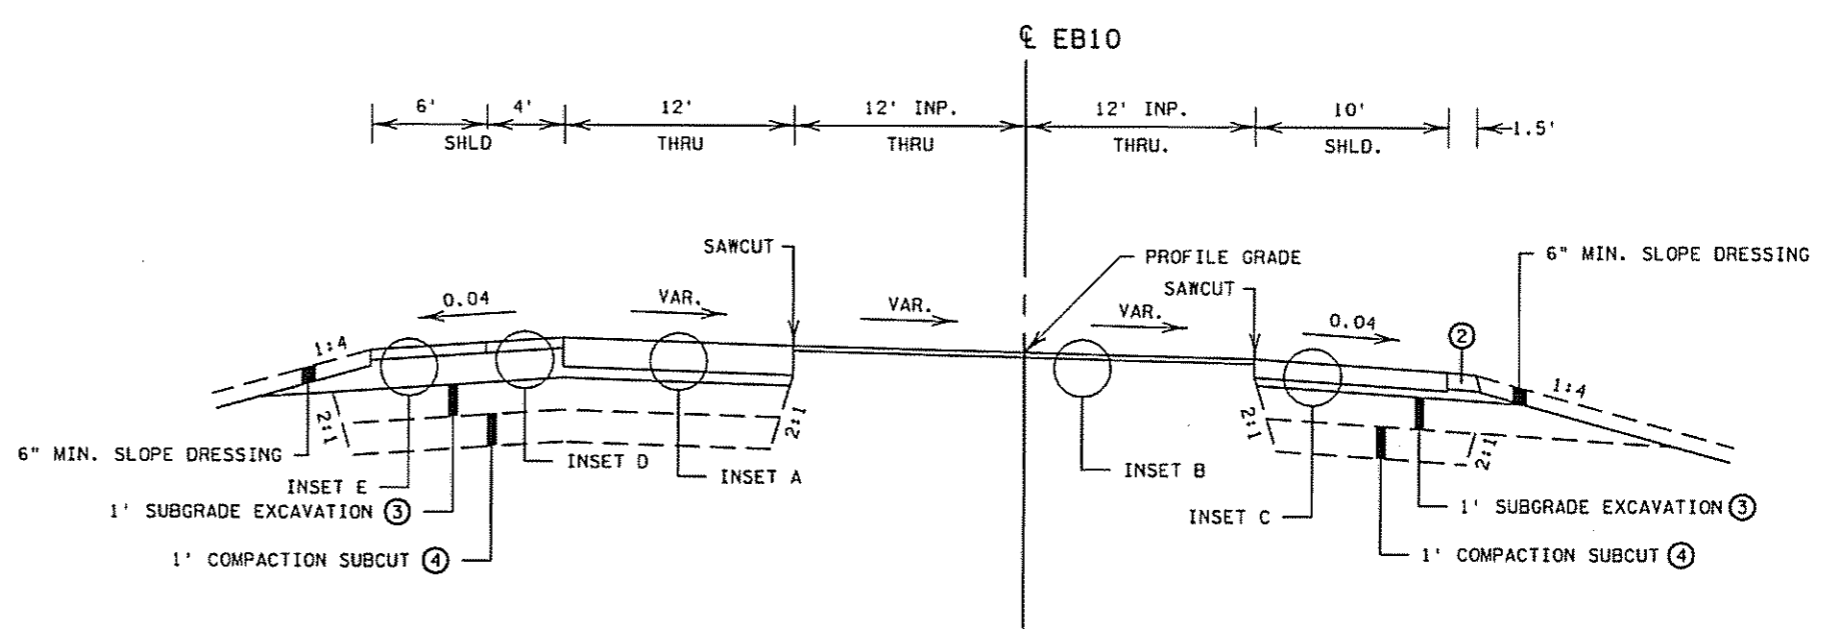 ℄ EB10
6' 4' 12' 12' INP. 12' INP. 10' 1.5'
SHLD THRU THRU THRU. SHLD.
SAWCUT
PROFILE GRADE
6" MIN. SLOPE DRESSING
SAWCUT
0.04 VAR. VAR. VAR. 0.04 2
1:4 1:4
2:1 2:1 2:1 2:1
6" MIN. SLOPE DRESSING
INSET D
INSET A
INSET B
INSET E
INSET C
1' SUBGRADE EXCAVATION 3
1' SUBGRADE EXCAVATION 3
1' COMPACTION SUBCUT 4
1' COMPACTION SUBCUT 4